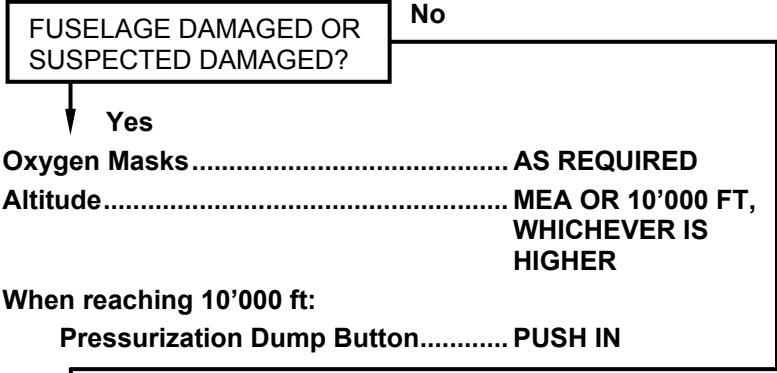 No
FUSELAGE DAMAGED OR
SUSPECTED DAMAGED?
Yes
Oxygen Masks........................................... AS REQUIRED
Altitude....................................................... MEA OR 10’000 FT,
WHICHEVER IS
HIGHER
When reaching 10’000 ft:
Pressurization Dump Button............ PUSH IN